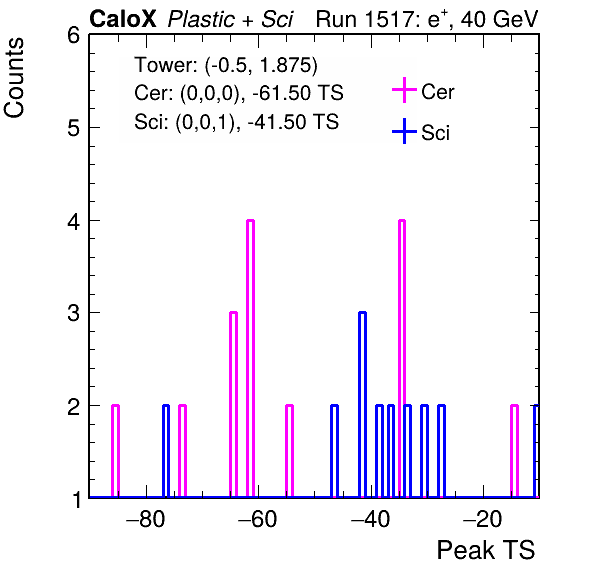 CaloX Plastic + Sci Run 1517: e⁺, 40 GeV
Counts
6
Tower: (-0.5, 1.875)
Cer: (0,0,0), -61.50 TS
Sci: (0,0,1), -41.50 TS
Cer
Sci
5
4
3
2
1
−80 −60 −40 −20
Peak TS